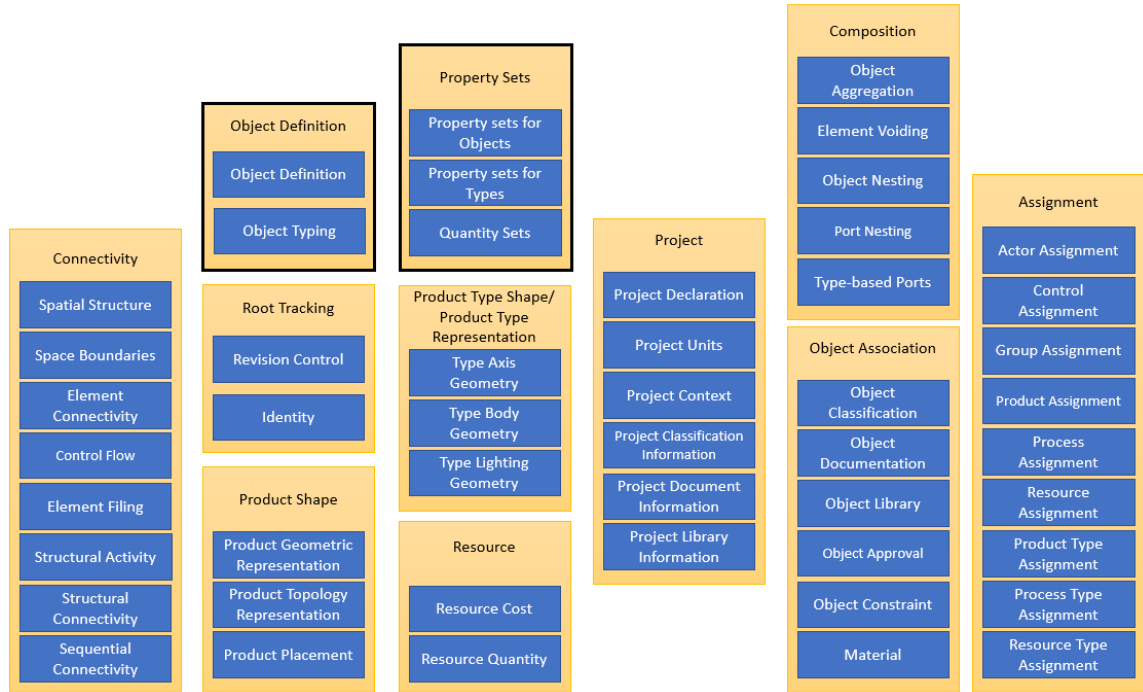 Connectivity
Spatial Structure
Space Boundaries
Element
Connectivity
Control Flow
Element Filing
Structural Activity
Structural
Connectivity
Sequential
Connectivity
Object Definition
Object Definition
Object Typing
Root Tracking
Revision Control
Identity
Product Shape
Product Geometric
Representation
Product Topology
Representation
Product Placement
Property Sets
Property sets for
Objects
Property sets for
Types
Quantity Sets
Product Type Shape/
Product Type
Representation
Type Axis
Geometry
Type Body
Geometry
Type Lighting
Geometry
Resource
Resource Cost
Resource Quantity
Project
Project Declaration
Project Units
Project Context
Project Classification
Information
Project Document
Information
Project Library
Information
Composition
Object
Aggregation
Element Voiding
Object Nesting
Port Nesting
Type-based Ports
Object Association
Object
Classification
Object
Documentation
Object Library
Object Approval
Object Constraint
Material
Assignment
Actor Assignment
Control
Assignment
Group Assignment
Product Assignment
Process
Assignment
Resource
Assignment
Product Type
Assignment
Process Type
Assignment
Resource Type
Assignment